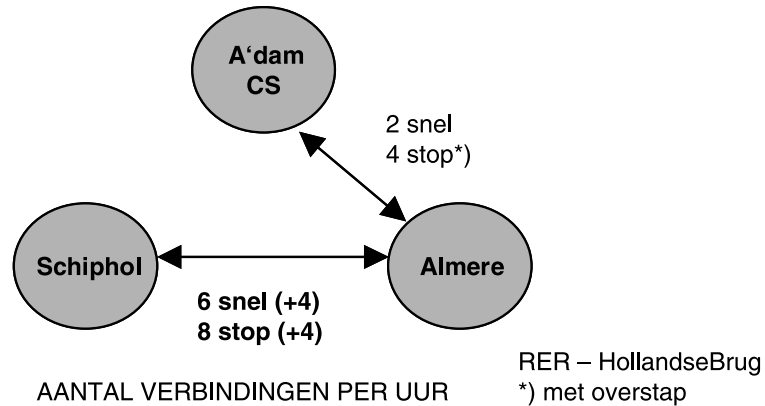 A‘dam
CS
2 snel
4 stop*)
Schiphol
Almere
6 snel (+4)
8 stop (+4)
RER – HollandseBrug
AANTAL VERBINDINGEN PER UUR
*) met overstap